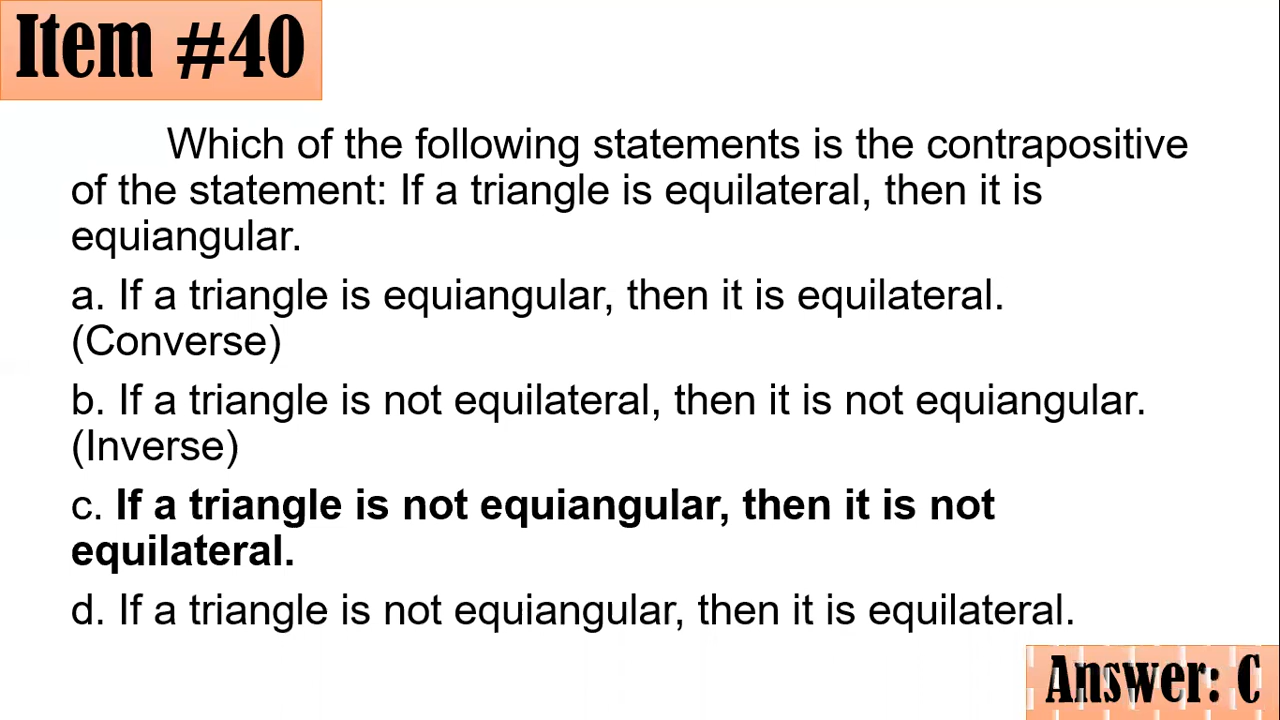 Item #40
Which of the following statements is the contrapositive
of the statement: If a triangle is equilateral, then it is
equiangular.
a. If a triangle is equiangular, then it is equilateral.
(Converse)
b. If a triangle is not equilateral, then it is not equiangular.
(Inverse)
c. If a triangle is not equiangular, then it is not
equilateral.
d. If a triangle is not equiangular, then it is equilateral.
Answer: C